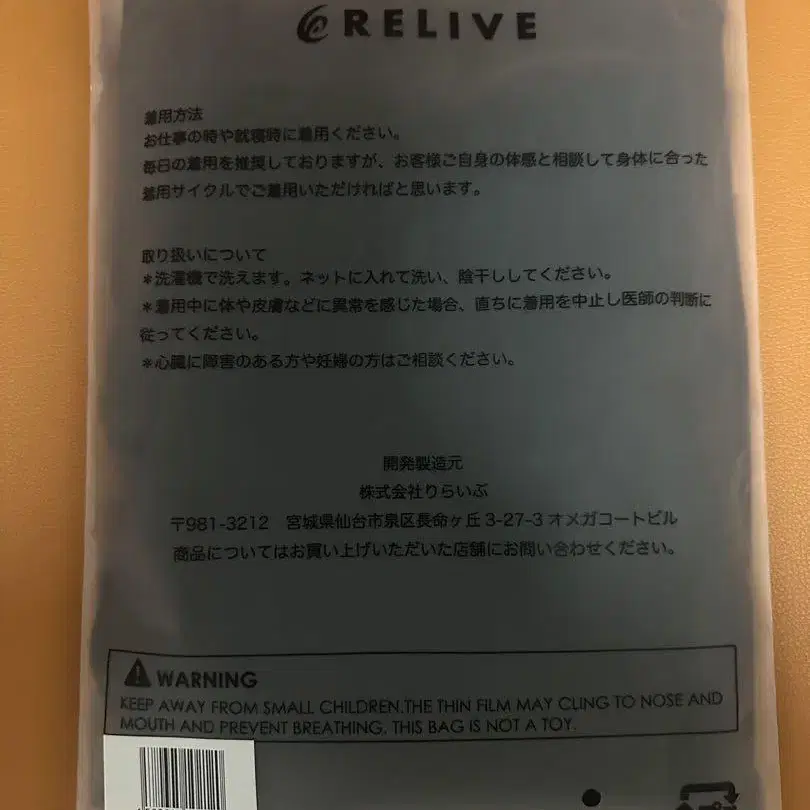 RELIVE
着用方法
お仕事の時や就寝時に着用ください。
毎日の着用を推奨しておりますが、お客様ご自身の体感と相談して身体に合った
着用サイクルでご着用いただければと思います。
取り扱いについて
*洗濯機で洗えます。ネットに入れて洗い、陰干ししてください。
*着用中に体や皮膚などに異常を感じた場合、直ちに着用を中止し医師の判断に
従ってください。
*心臓に障害のある方や妊婦の方はご相談ください。
開発製造元
株式会社りらいぶ
〒981-3212 宮城県仙台市泉区長命ヶ丘3-27-3 オメガコートビル
商品についてはお買い上げいただいた店舗にお問い合わせください。
WARNING
KEEP AWAY FROM SMALL CHILDREN.THE THIN FILM MAY CLING TO NOSE AND
MOUTH AND PREVENT BREATHING. THIS BAG IS NOT A TOY.